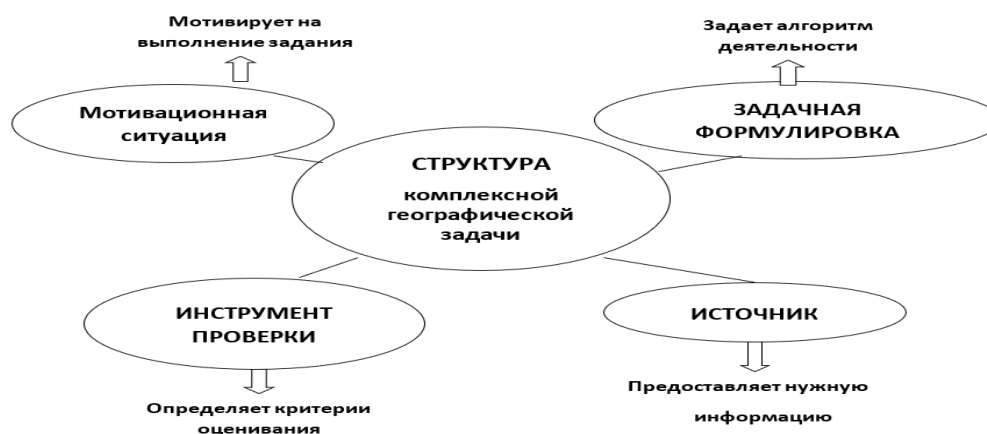 Мотивирует на
выполнение задания
Задает алгоритм
деятельности
Мотивационная
ситуация
ЗАДАЧНАЯ
ФОРМУЛИРОВКА
СТРУКТУРА
комплексной
географической
задачи
ИНСТРУМЕНТ
ПРОВЕРКИ
ИСТОЧНИК
Определяет критерии
оценивания
Предоставляет нужную
информацию